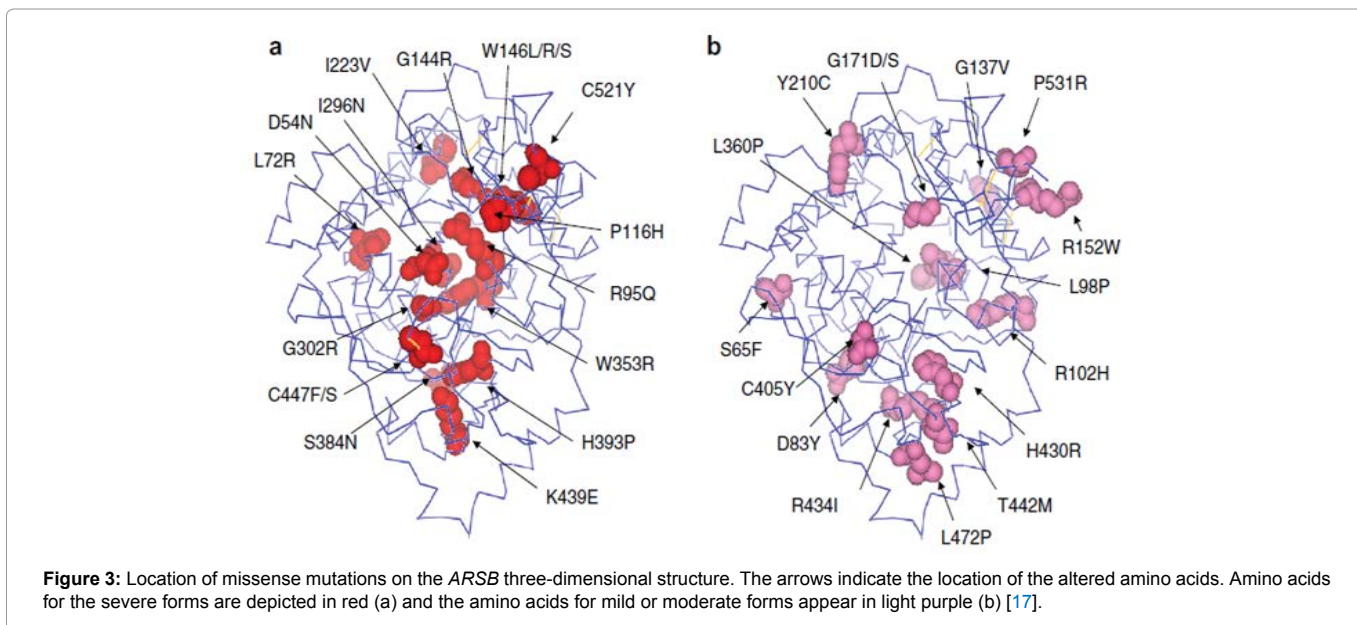 a
I223V
G144R
W146L/R/S
C521Y
I296N
D54N
L72R
P116H
R95Q
G302R
W353R
C447F/S
S384N
H393P
K439E
b
G171D/S
G137V
Y210C
P531R
L360P
R152W
L98P
S65F
R102H
C405Y
D83Y
H430R
R434I
T442M
L472P
Figure 3: Location of missense mutations on the ARSB three-dimensional structure. The arrows indicate the location of the altered amino acids. Amino acids
for the severe forms are depicted in red (a) and the amino acids for mild or moderate forms appear in light purple (b) [17].